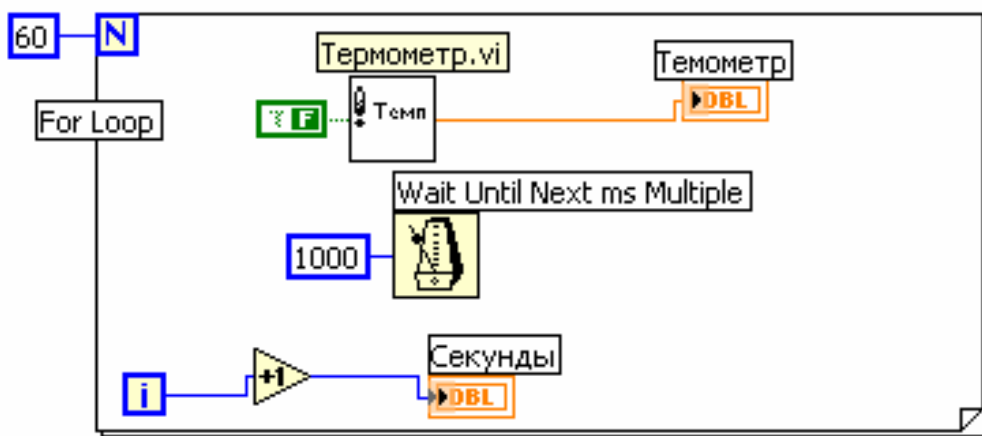 60 N
Термометр.vi
Темометр
DBL
For Loop
F
Темп
Wait Until Next ms Multiple
1000
Секунды
i
+1
DBL